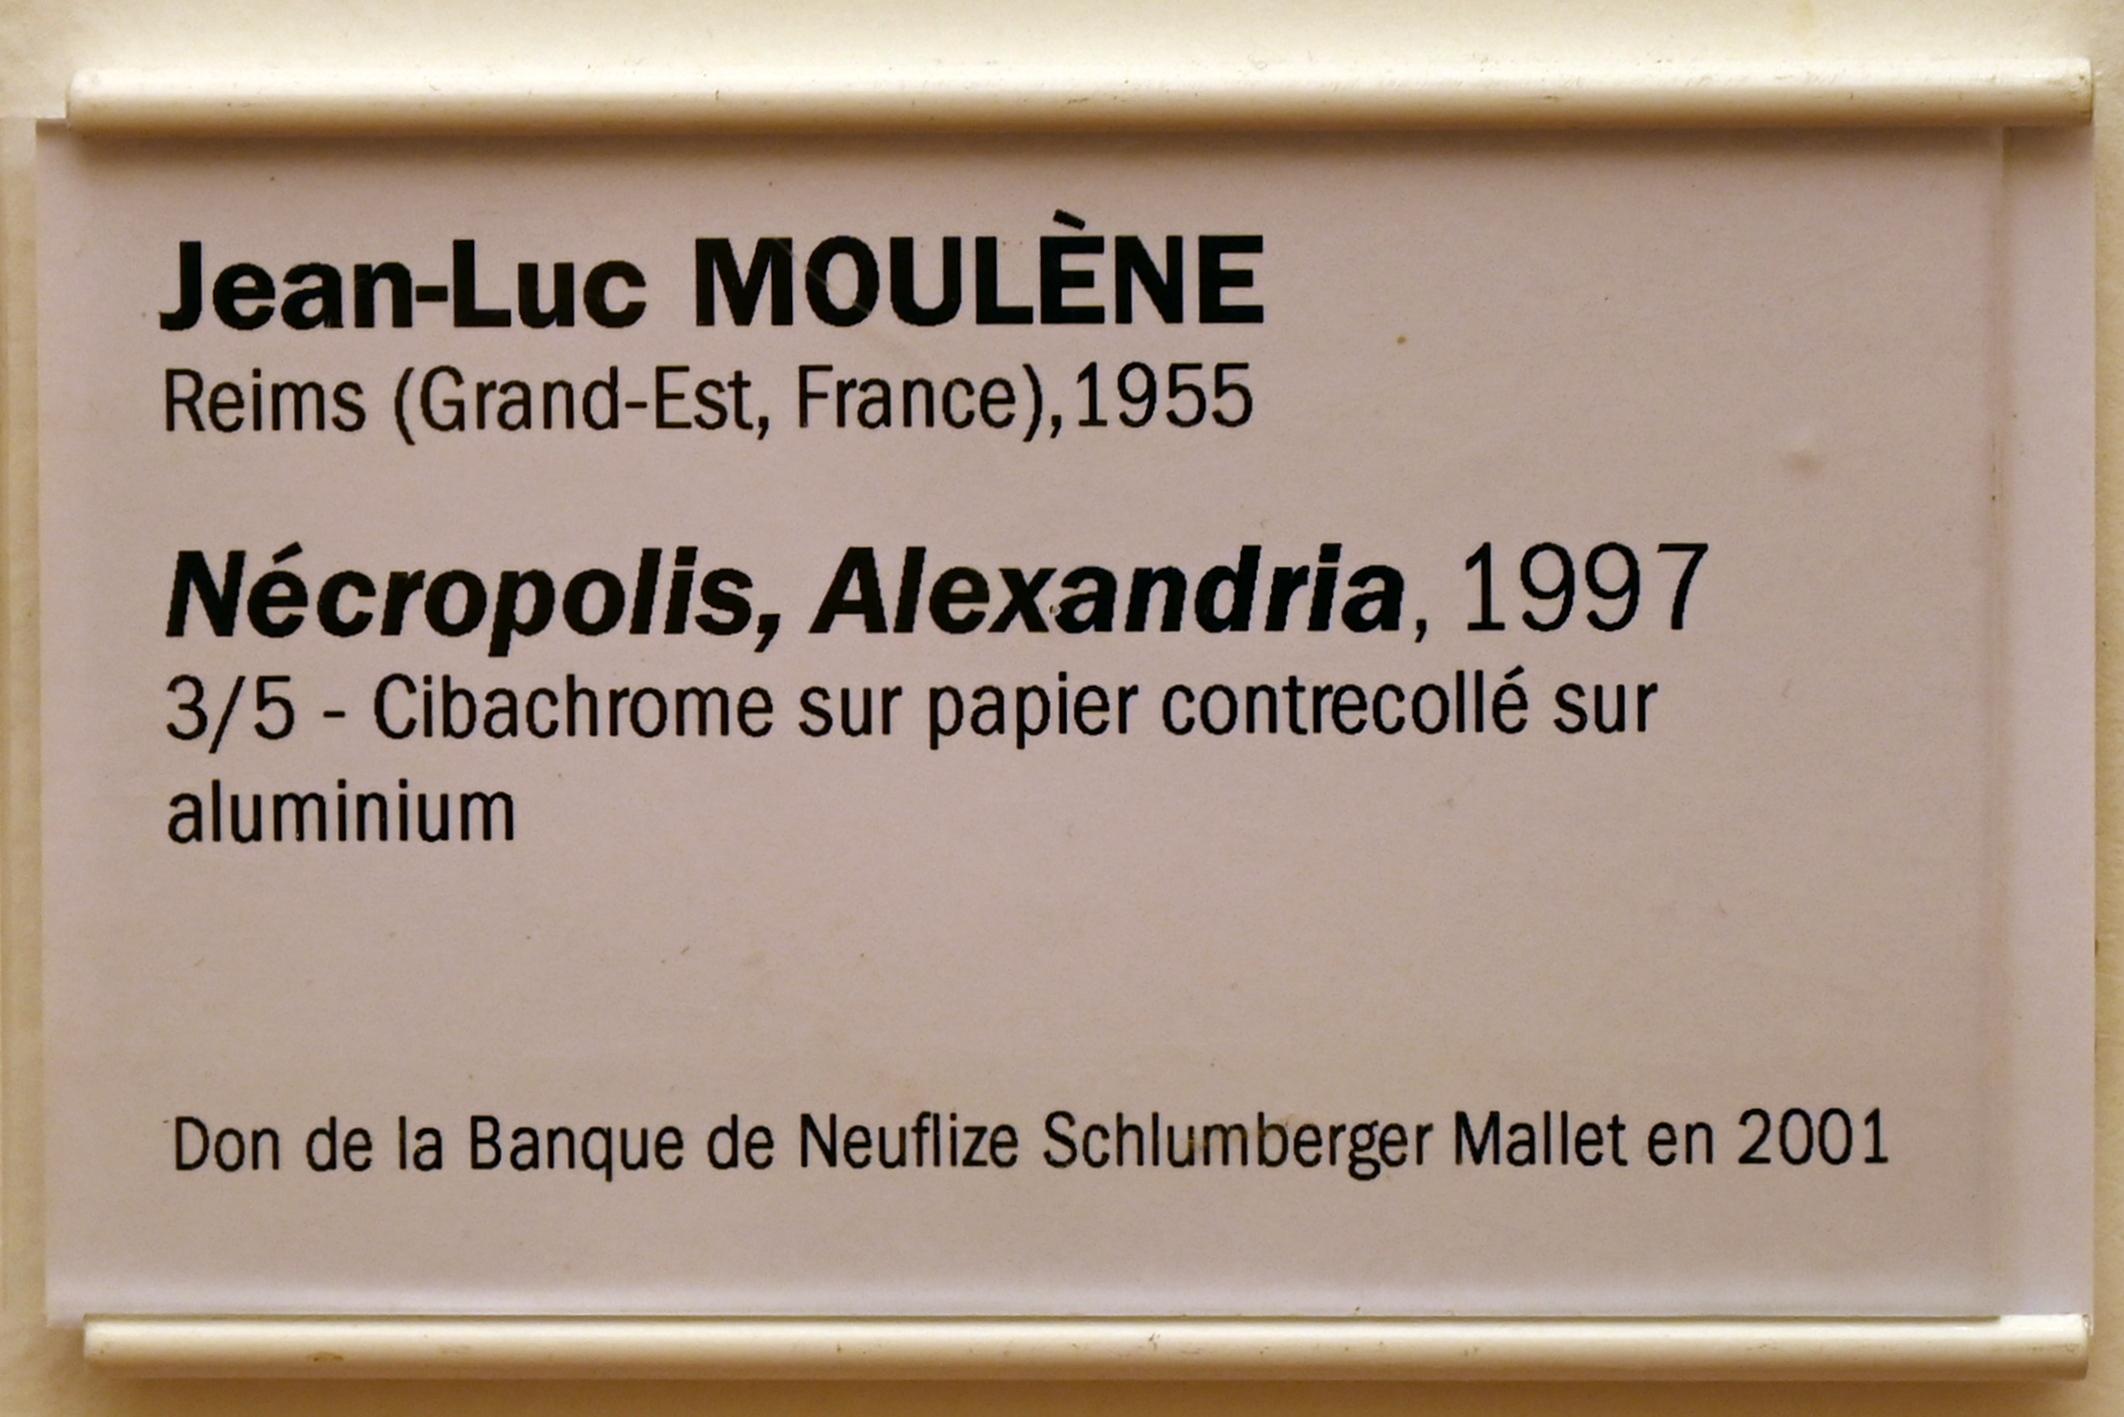 Jean-Luc MOULÈNE
Reims (Grand-Est, France),1955
Nécropolis, Alexandria, 1997
3/5 - Cibachrome sur papier contrecollé sur
aluminium
Don de la Banque de Neuflize Schlumberger Mallet en 2001